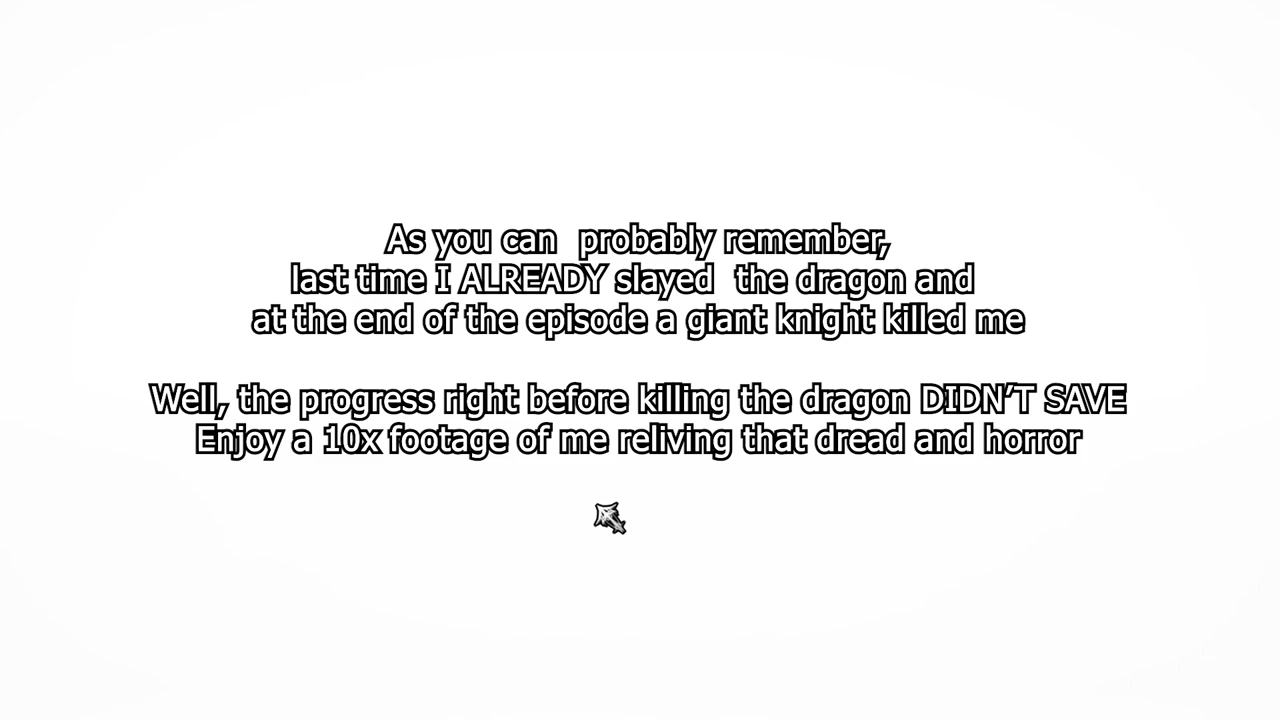 As you can  probably remember,
last time I ALREADY slayed  the dragon and
at the end of the episode a giant knight killed me
Well, the progress right before killing the dragon DIDN'T SAVE
Enjoy a 10x footage of me reliving that dread and horror